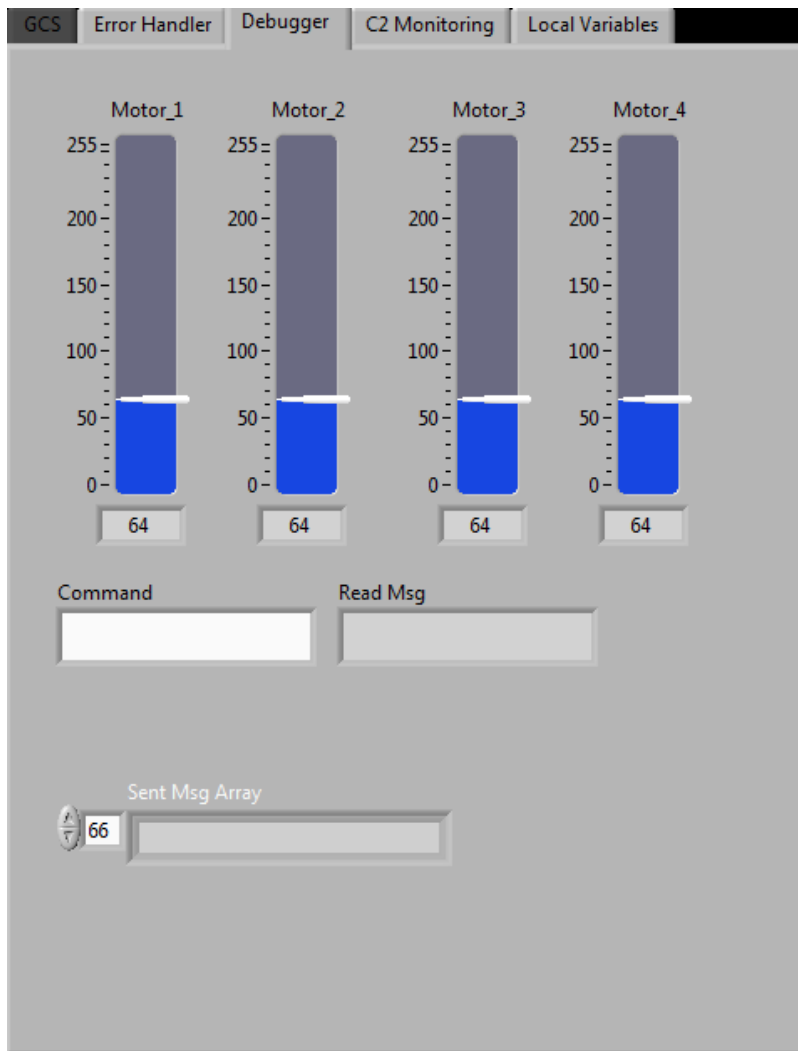 GCS Error Handler Debugger C2 Monitoring Local Variables
Motor_1 Motor_2 Motor_3 Motor_4
255 255 255 255
200 200 200 200
150 150 150 150
100 100 100 100
50 50 50 50
0 0 0 0
64 64 64 64
Command Read Msg
Sent Msg Array
66